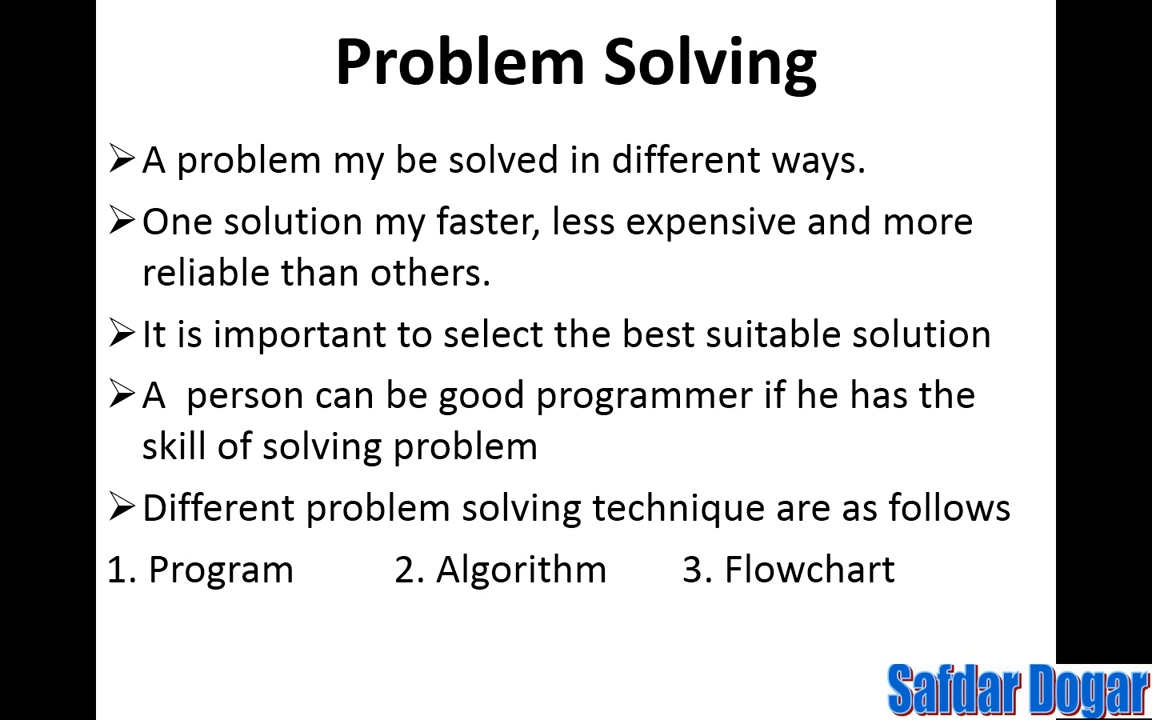 Problem Solving
➢A problem my be solved in different ways.
➢One solution my faster, less expensive and more
reliable than others.
➢It is important to select the best suitable solution
➢A  person can be good programmer if he has the
skill of solving problem
➢Different problem solving technique are as follows
1. Program 2. Algorithm 3. Flowchart
Safdar Dogar